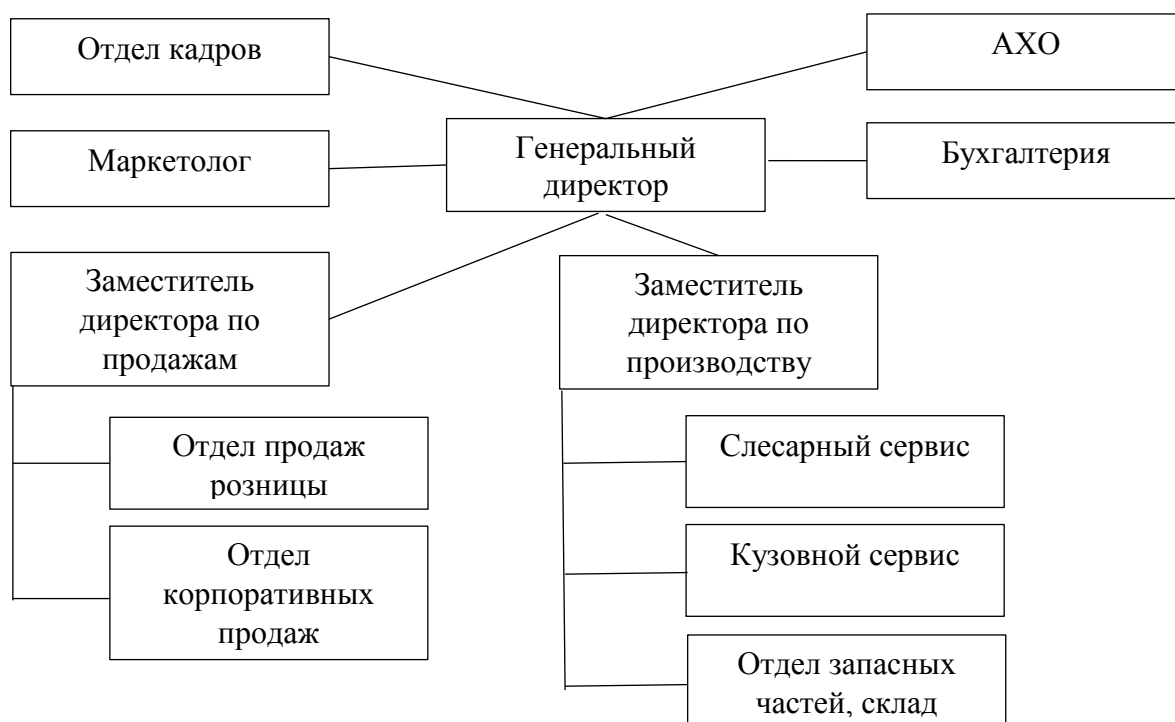 Отдел кадров
АХО
Маркетолог
Генеральный
директор
Бухгалтерия
Заместитель
директора по
продажам
Заместитель
директора по
производству
Отдел продаж
розницы
Слесарный сервис
Отдел
корпоративных
продаж
Кузовной сервис
Отдел запасных
частей, склад